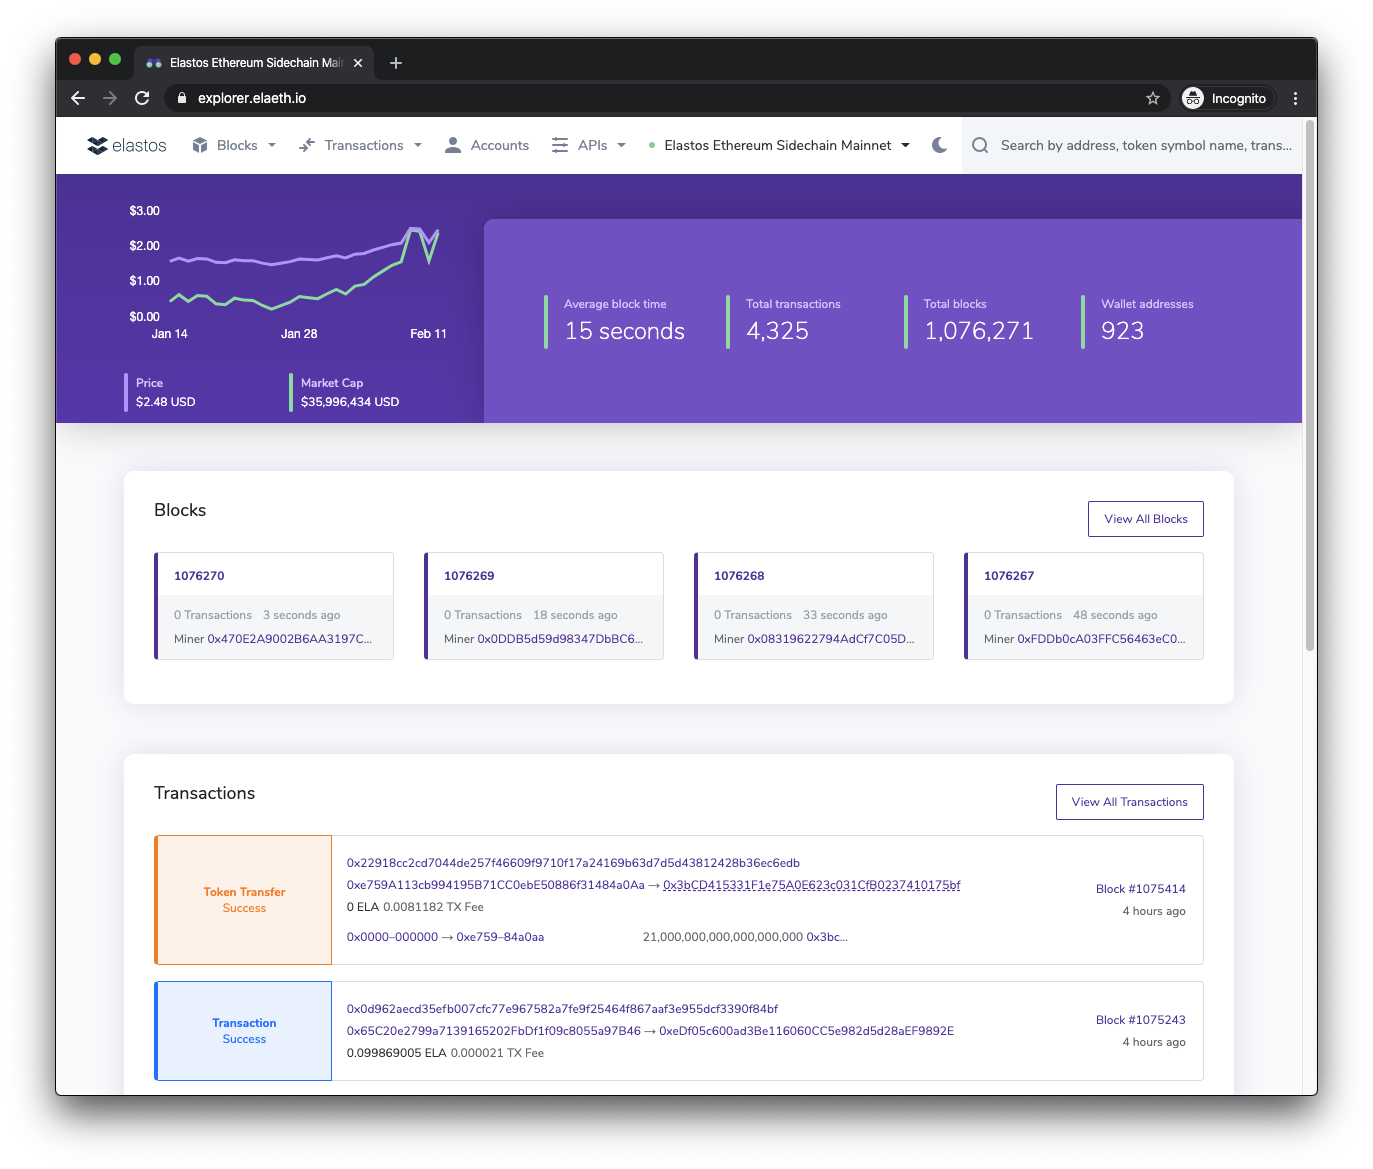 Elastos Ethereum Sidechain Mair
explorer.elaeth.io
Incognito
elastos
Blocks
Transactions
Accounts
APIs
Elastos Ethereum Sidechain Mainnet
Search by address, token symbol name, trans...
$3.00
$2.00
$1.00
$0.00
Jan 14
Jan 28
Feb 11
Price
$2.48 USD
Market Cap
$35,996,434 USD
Average block time
15 seconds
Total transactions
4,325
Total blocks
1,076,271
Wallet addresses
923
Blocks
View All Blocks
1076270
0 Transactions 3 seconds ago
Miner 0x470E2A9002B6AA3197C...
1076269
0 Transactions 18 seconds ago
Miner 0x0DDB5d59d98347DbBC6...
1076268
0 Transactions 33 seconds ago
Miner 0x08319622794AdCf7C05D...
1076267
0 Transactions 48 seconds ago
Miner 0xFDDb0cA03FFC56463eC0...
Transactions
View All Transactions
Token Transfer
Success
0x22918cc2cd7044de257f46609f9710f17a24169b63d7d5d43812428b36ec6edb
0xe759A113cb994195B71CC0ebE50886f31484a0Aa → 0x3bCD415331F1e75A0E623c031CfB0237410175bf
0 ELA 0.0081182 TX Fee
0x0000–000000 → 0xe759–84a0aa
21,000,000,000,000,000,000 0x3bc...
Block #1075414
4 hours ago
Transaction
Success
0x0d962aecd35efb007cfc77e967582a7fe9f25464f867aaf3e955dcf3390f84bf
0x65C20e2799a7139165202FbDf1f09c8055a97B46 → 0xeDf05c600ad3Be116060CC5e982d5d28aEF9892E
0.099869005 ELA 0.000021 TX Fee
Block #1075243
4 hours ago